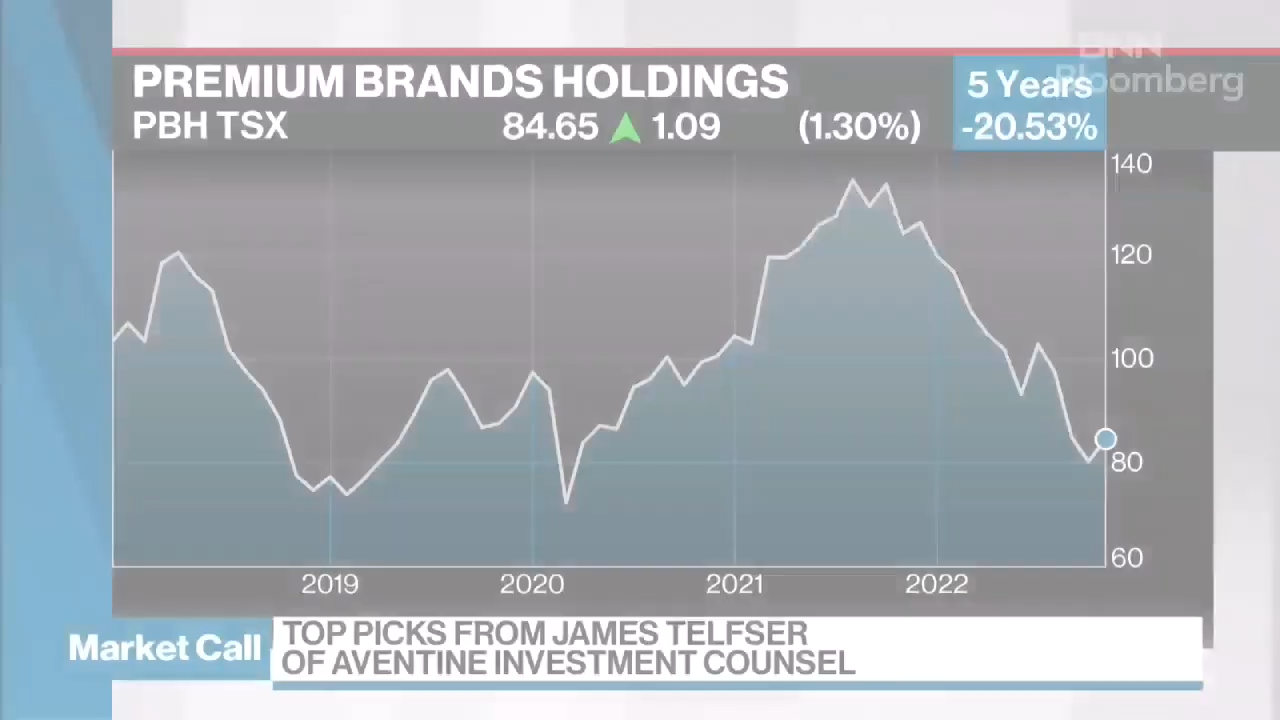 BNN
Bloomberg
PREMIUM BRANDS HOLDINGS
5 Years
PBH TSX 84.65 1.09 (1.30%)
-20.53%
140
120
100
80
60
2019 2020 2021 2022
Market Call
TOP PICKS FROM JAMES TELFSER
OF AVENTINE INVESTMENT COUNSEL